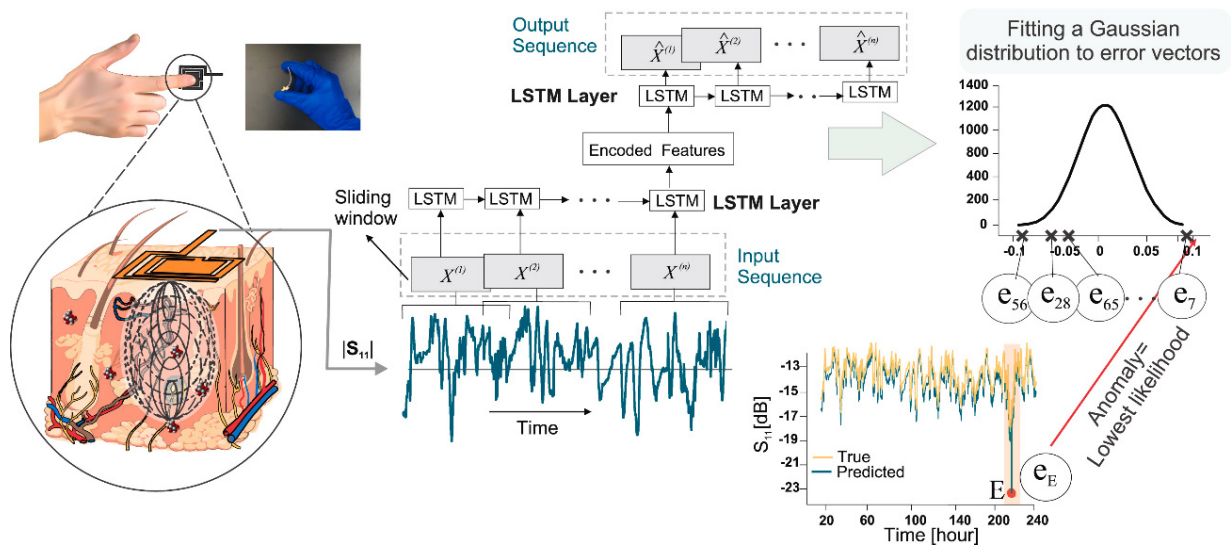 Output
Sequence
X̂⁽¹⁾
X̂⁽²⁾
• • •
X̂⁽ⁿ⁾
LSTM Layer
LSTM
LSTM
• • •
LSTM
Encoded Features
Sliding
window
LSTM
LSTM
• • •
LSTM
LSTM Layer
X⁽¹⁾
X⁽²⁾
• • •
X⁽ⁿ⁾
Input
Sequence
|S₁₁|
Time
Fitting a Gaussian
distribution to error vectors
1400
1200
1000
800
600
400
200
0
-0.1
-0.05
0
0.05
0.1
e₅₆
e₂₈
e₆₅
• • •
e₇
Anomaly=
Lowest likelihood
S₁₁[dB]
-13
-15
-17
-19
-21
-23
True
Predicted
E
e_E
20
60
100
140
200
240
Time [hour]